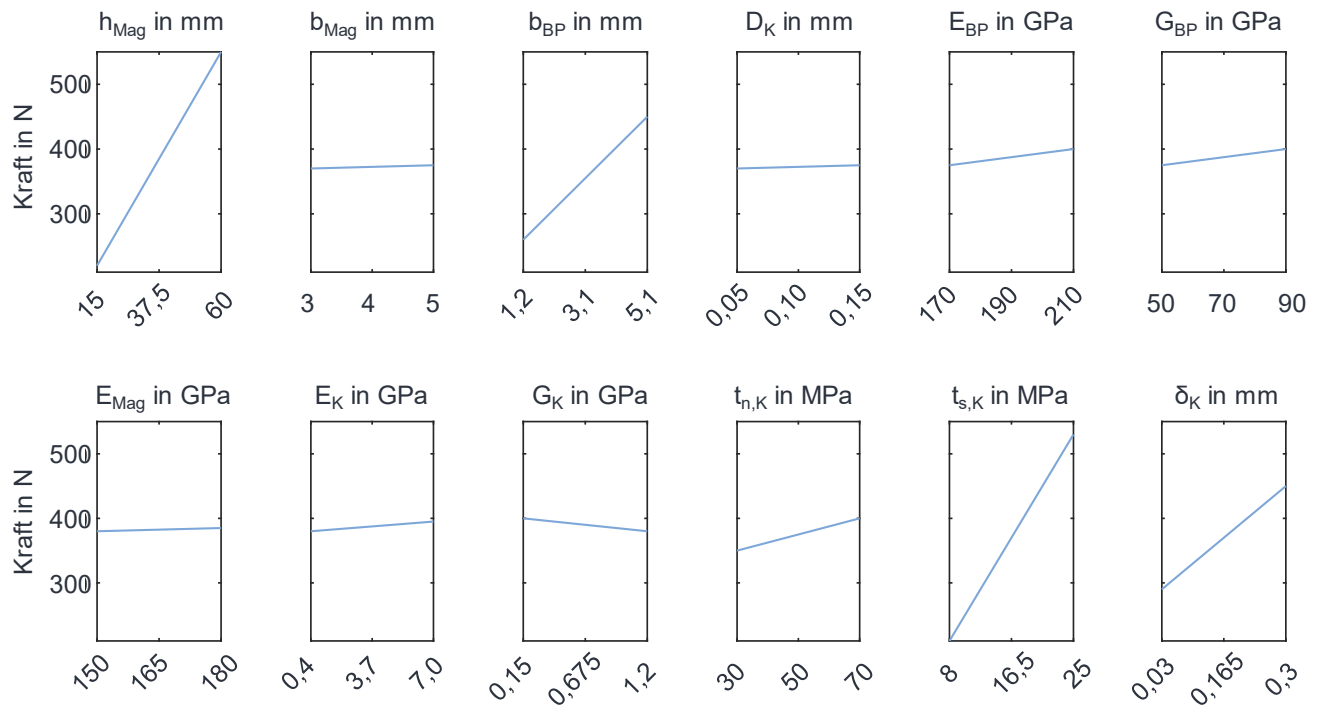 h_Mag in mm b_Mag in mm b_BP in mm D_K in mm E_BP in GPa G_BP in GPa
Kraft in N
500
400
300
15 37,5 60 3 4 5 1,2 3,1 5,1 0,05 0,10 0,15 170 190 210 50 70 90
E_Mag in GPa E_K in GPa G_K in GPa t_n,K in MPa t_s,K in MPa δ_K in mm
Kraft in N
500
400
300
150 165 180 0,4 3,7 7,0 0,15 0,675 1,2 30 50 70 8 16,5 25 0,03 0,165 0,3